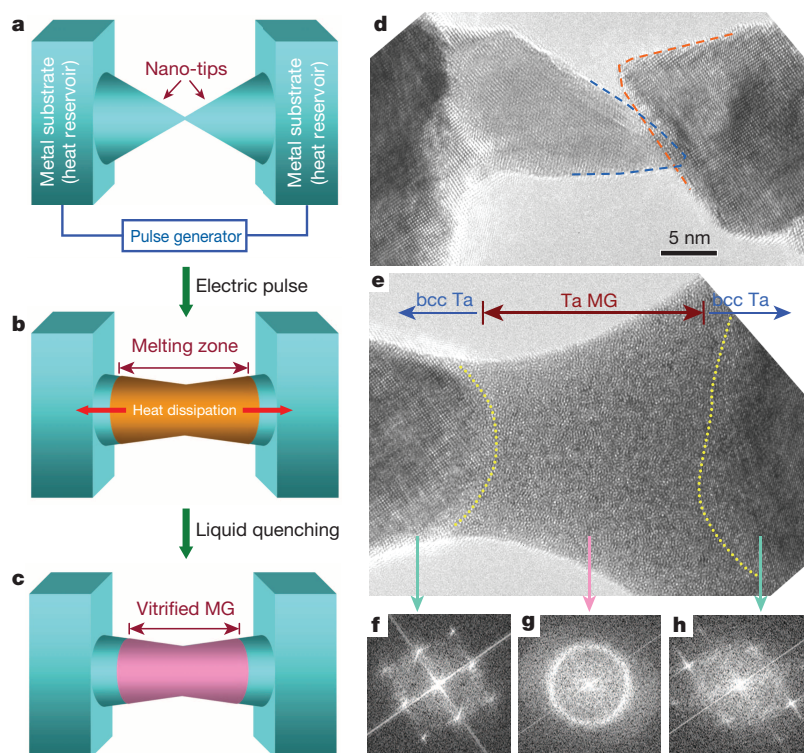 a
Metal substrate
(heat reservoir)
Nano-tips
Metal substrate
(heat reservoir)
Pulse generator
Electric pulse
b
Melting zone
Heat dissipation
Liquid quenching
c
Vitrified MG
d
5 nm
e
bcc Ta
Ta MG
bcc Ta
f
g
h